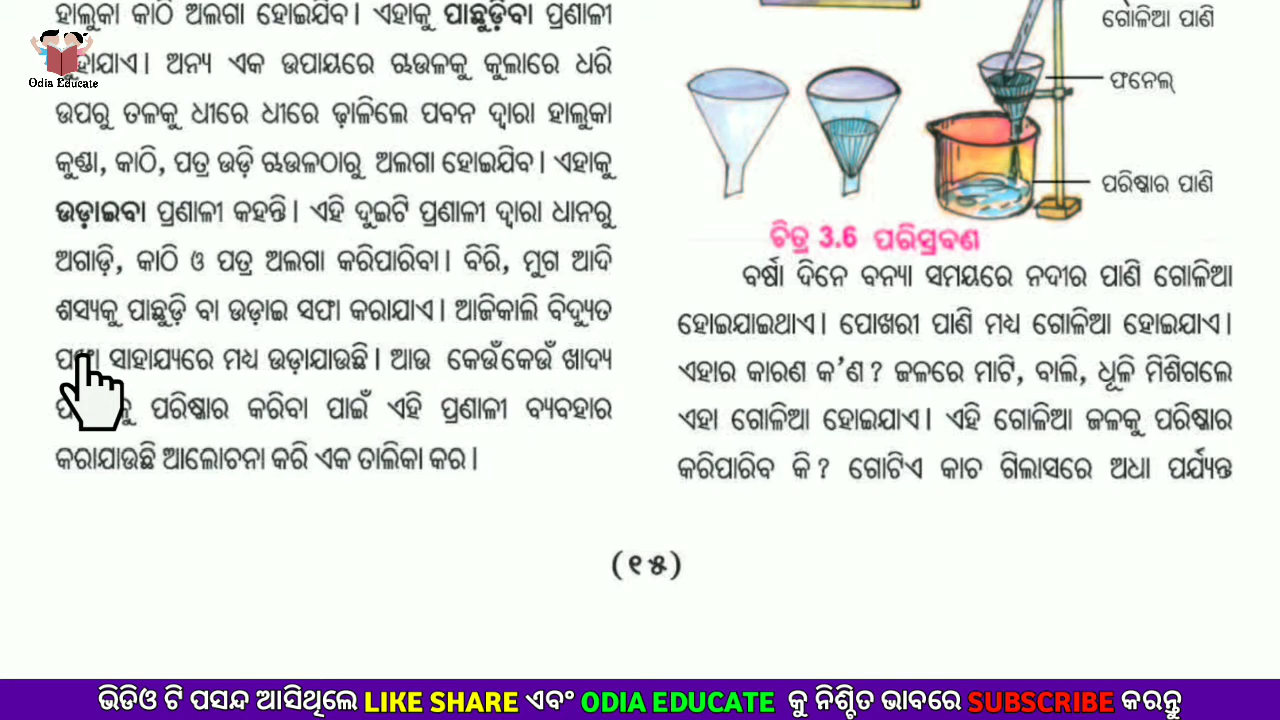 ହାଲୁକା କାଠି ଅଲଗା ହୋଇଯିବ। ଏହାକୁ ପାଛୁଡ଼ିବା ପ୍ରଣାଳୀ
କୁହାଯାଏ। ଅନ୍ୟ ଏକ ଉପାୟରେ ଚାଉଳକୁ କୁଲାରେ ଧରି
ଉପରୁ ତଳକୁ ଧୀରେ ଧୀରେ ଢ଼ାଳିଲେ ପବନ ଦ୍ୱାରା ହାଲୁକା
କୁଣ୍ଡା, କାଠି, ପତ୍ର ଉଡ଼ି ଚାଉଳଠାରୁ ଅଲଗା ହୋଇଯିବ। ଏହାକୁ
ଉଡ଼ାଇବା ପ୍ରଣାଳୀ କହନ୍ତି। ଏହି ଦୁଇଟି ପ୍ରଣାଳୀ ଦ୍ୱାରା ଧାନରୁ
ଅଗାଡ଼ି, କାଠି ଓ ପତ୍ର ଅଲଗା କରିପାରିବା। ବିରି, ମୁଗ ଆଦି
ଶସ୍ୟକୁ ପାଛୁଡ଼ି ବା ଉଡ଼ାଇ ସଫା କରାଯାଏ। ଆଜିକାଲି ବିଦ୍ୟୁତ
ସାହାଯ୍ୟରେ ମଧ୍ୟ ଉଡ଼ାଯାଉଛି। ଆଉ କେଉଁକେଉଁ ଖାଦ୍ୟ
ପରିଷ୍କାର କରିବା ପାଇଁ ଏହି ପ୍ରଣାଳୀ ବ୍ୟବହାର
କରାଯାଉଛି ଆଲୋଚନା କରି ଏକ ତାଲିକା କର।
ଗୋଳିଆ ପାଣି
ଫନେଲ୍
ପରିଷ୍କାର ପାଣି
ଚିତ୍ର 3.6 ପରିସ୍ରବଣ
ବର୍ଷା ଦିନେ ବନ୍ୟା ସମୟରେ ନଦୀର ପାଣି ଗୋଳିଆ
ହୋଇଯାଇଥାଏ। ପୋଖରୀ ପାଣି ମଧ୍ୟ ଗୋଳିଆ ହୋଇଯାଏ।
ଏହାର କାରଣ କ'ଣ? ଜଳରେ ମାଟି, ବାଲି, ଧୂଳି ମିଶିଗଲେ
ଏହା ଗୋଳିଆ ହୋଇଯାଏ। ଏହି ଗୋଳିଆ ଜଳକୁ ପରିଷ୍କାର
କରିପାରିବ କି? ଗୋଟିଏ କାଚ ଗିଲାସରେ ଅଧା ପର୍ଯ୍ୟନ୍ତ
(୧୫)
Odia Educate
ଭିଡିଓ ଟି ପସନ୍ଦ ଆସିଥିଲେ LIKE SHARE ଏବଂ ODIA EDUCATE କୁ ନିଶ୍ଚିତ ଭାବରେ SUBSCRIBE କରନ୍ତୁ